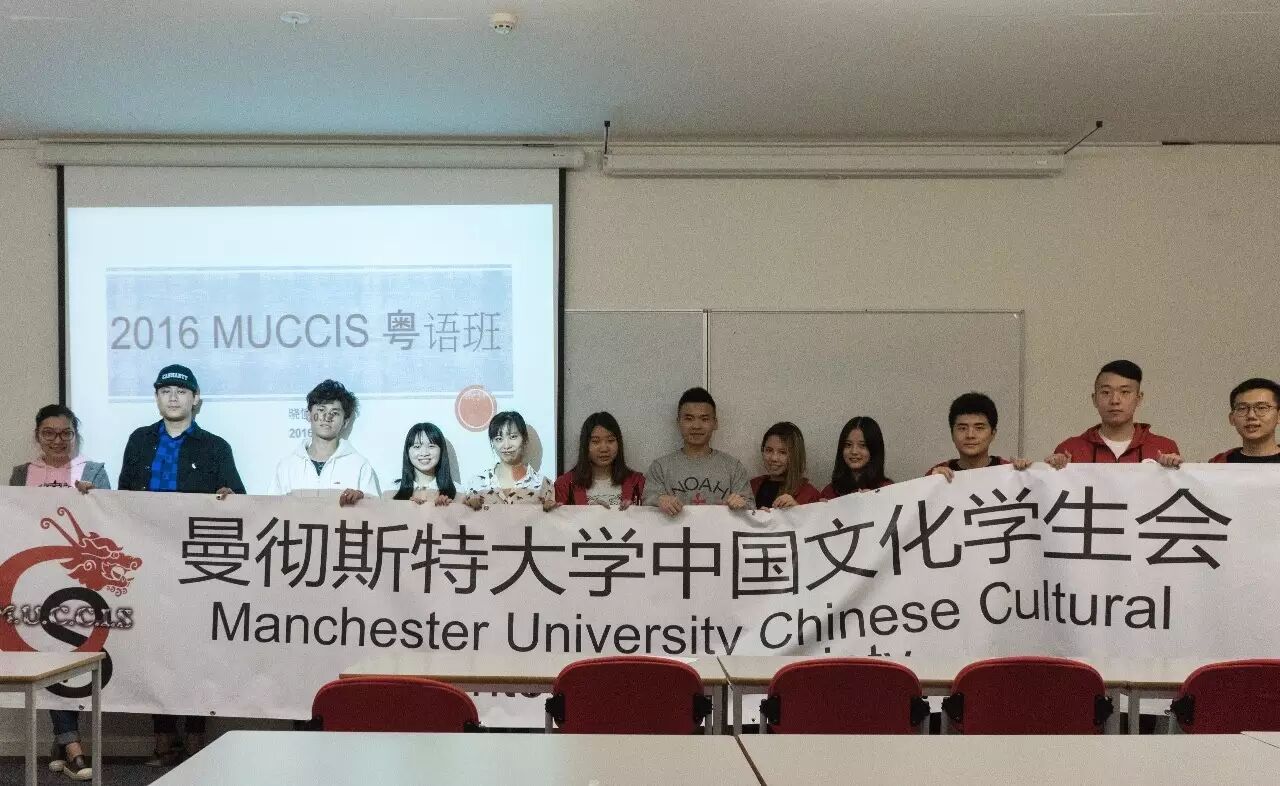 2016 MUCCIS 粤语班
CARHARTT
NOAH
曼彻斯特大学中国文化学生会
Manchester University Chinese Cultural
M.U.C.C.I.S